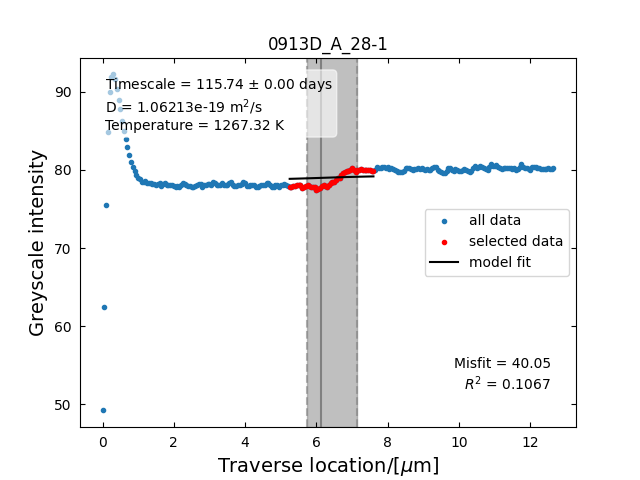 0913D_A_28-1
Timescale = 115.74 ± 0.00 days
D = 1.06213e-19 m²/s
Temperature = 1267.32 K
Greyscale intensity
90
80
70
60
50
all data
selected data
model fit
Misfit = 40.05
R² = 0.1067
0 2 4 6 8 10 12
Traverse location/[μm]